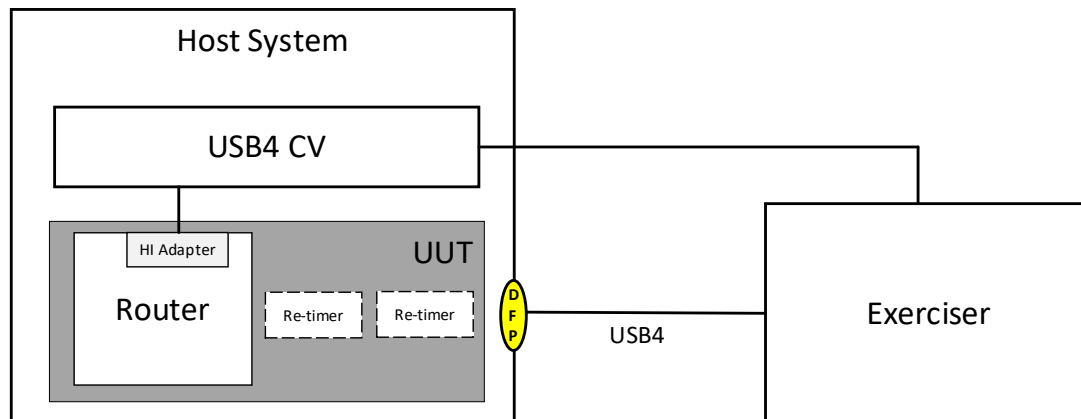 Host System
USB4 CV
HI Adapter
UUT
Router
Re-timer
Re-timer
D
F
P
USB4
Exerciser